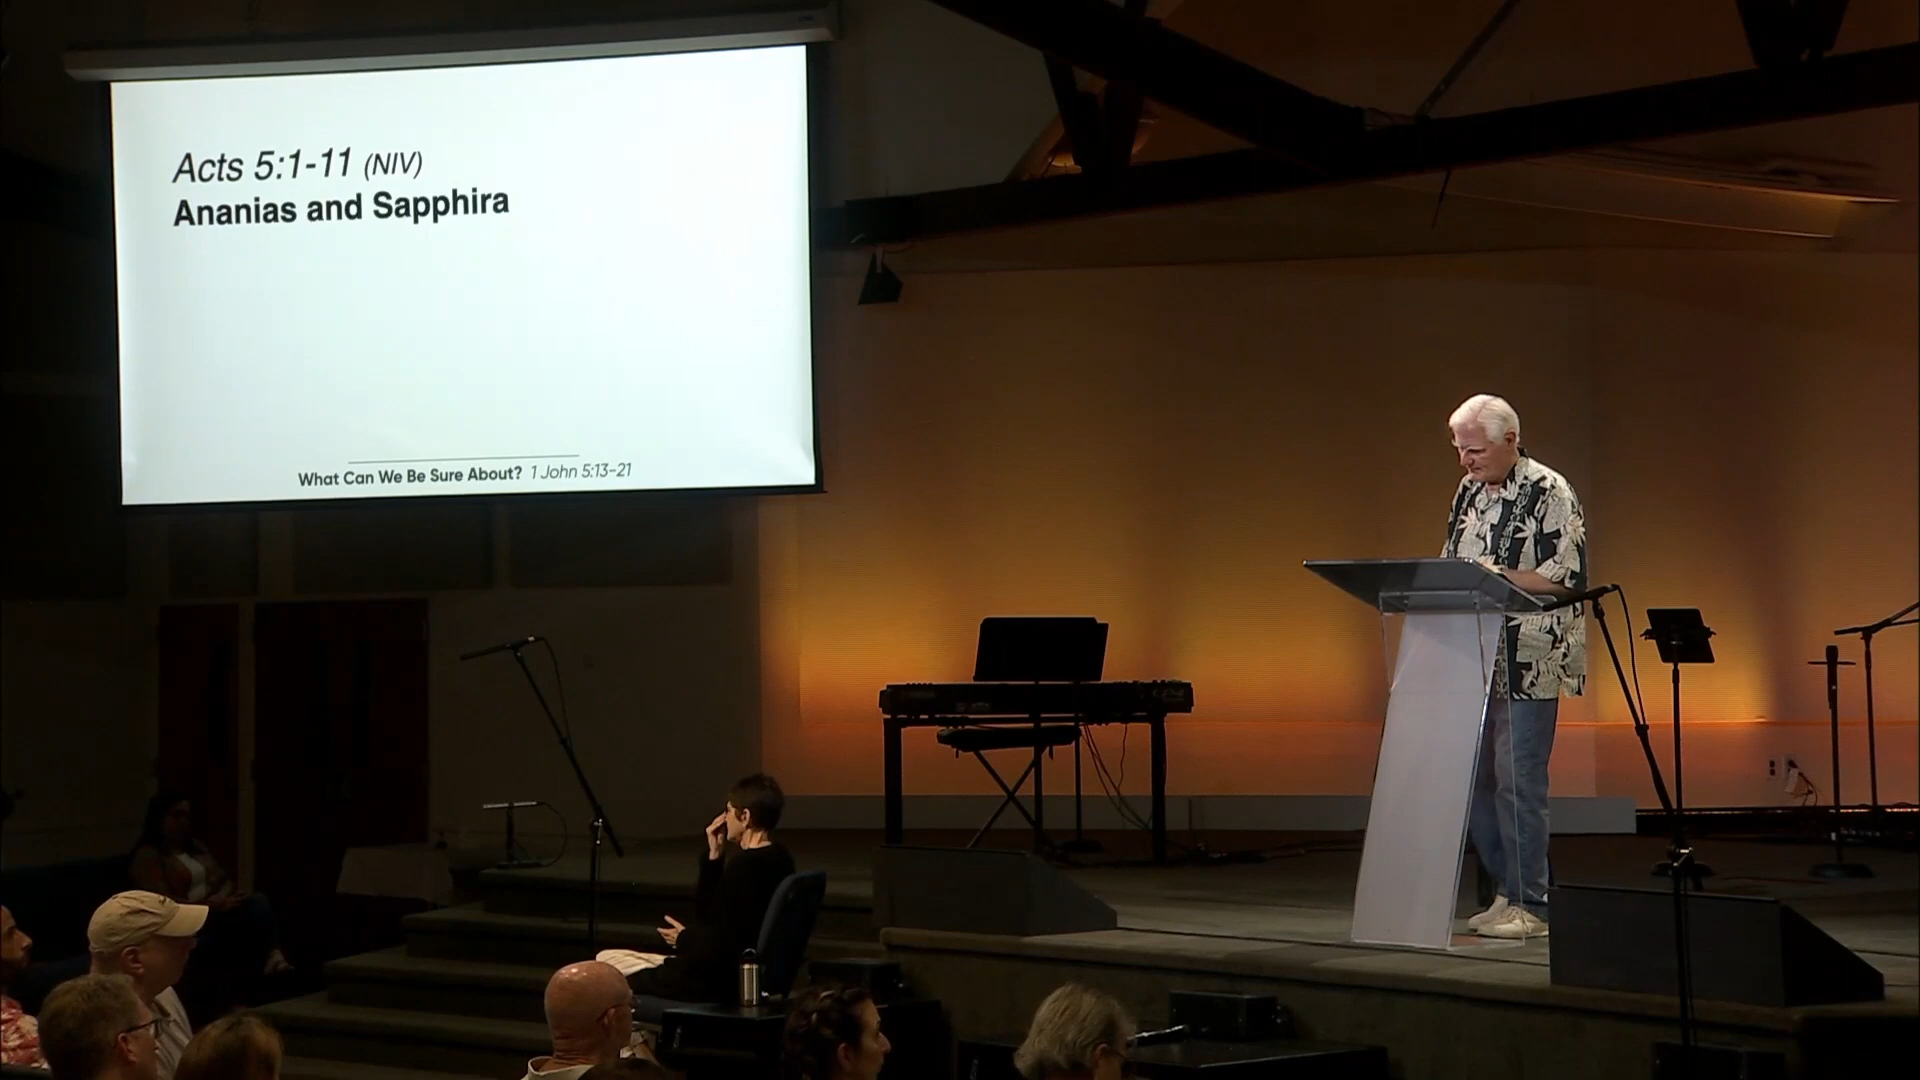 Acts 5:1-11 (NIV)
Ananias and Sapphira
What Can We Be Sure About? 1 John 5:13-21